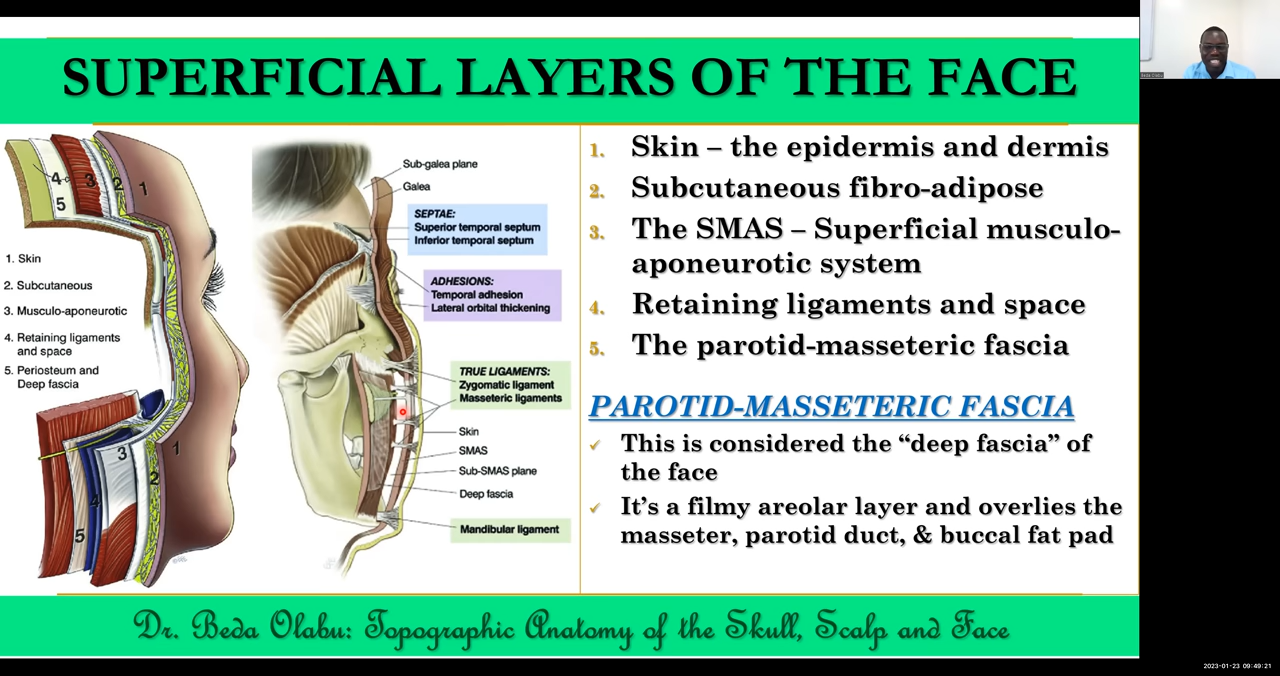 SUPERFICIAL LAYERS OF THE FACE
4
3
2
1
5
1. Skin
2. Subcutaneous
3. Musculo-aponeurotic
4. Retaining ligaments
and space
5. Periosteum and
Deep fascia
3
1
2
4
5
Sub-galea plane
Galea
SEPTAE:
Superior temporal septum
Inferior temporal septum
ADHESIONS:
Temporal adhesion
Lateral orbital thickening
TRUE LIGAMENTS:
Zygomatic ligament
Masseteric ligaments
Skin
SMAS
Sub-SMAS plane
Deep fascia
Mandibular ligament
1. Skin – the epidermis and dermis
2. Subcutaneous fibro-adipose
3. The SMAS – Superficial musculo-
aponeurotic system
4. Retaining ligaments and space
5. The parotid-masseteric fascia
PAROTID-MASSETERIC FASCIA
✓ This is considered the “deep fascia” of
the face
✓ It’s a filmy areolar layer and overlies the
masseter, parotid duct, & buccal fat pad
Dr. Beda Olabu: Topographic Anatomy of the Skull, Scalp and Face
Beda Olabu
2023-01-23 09:49:21